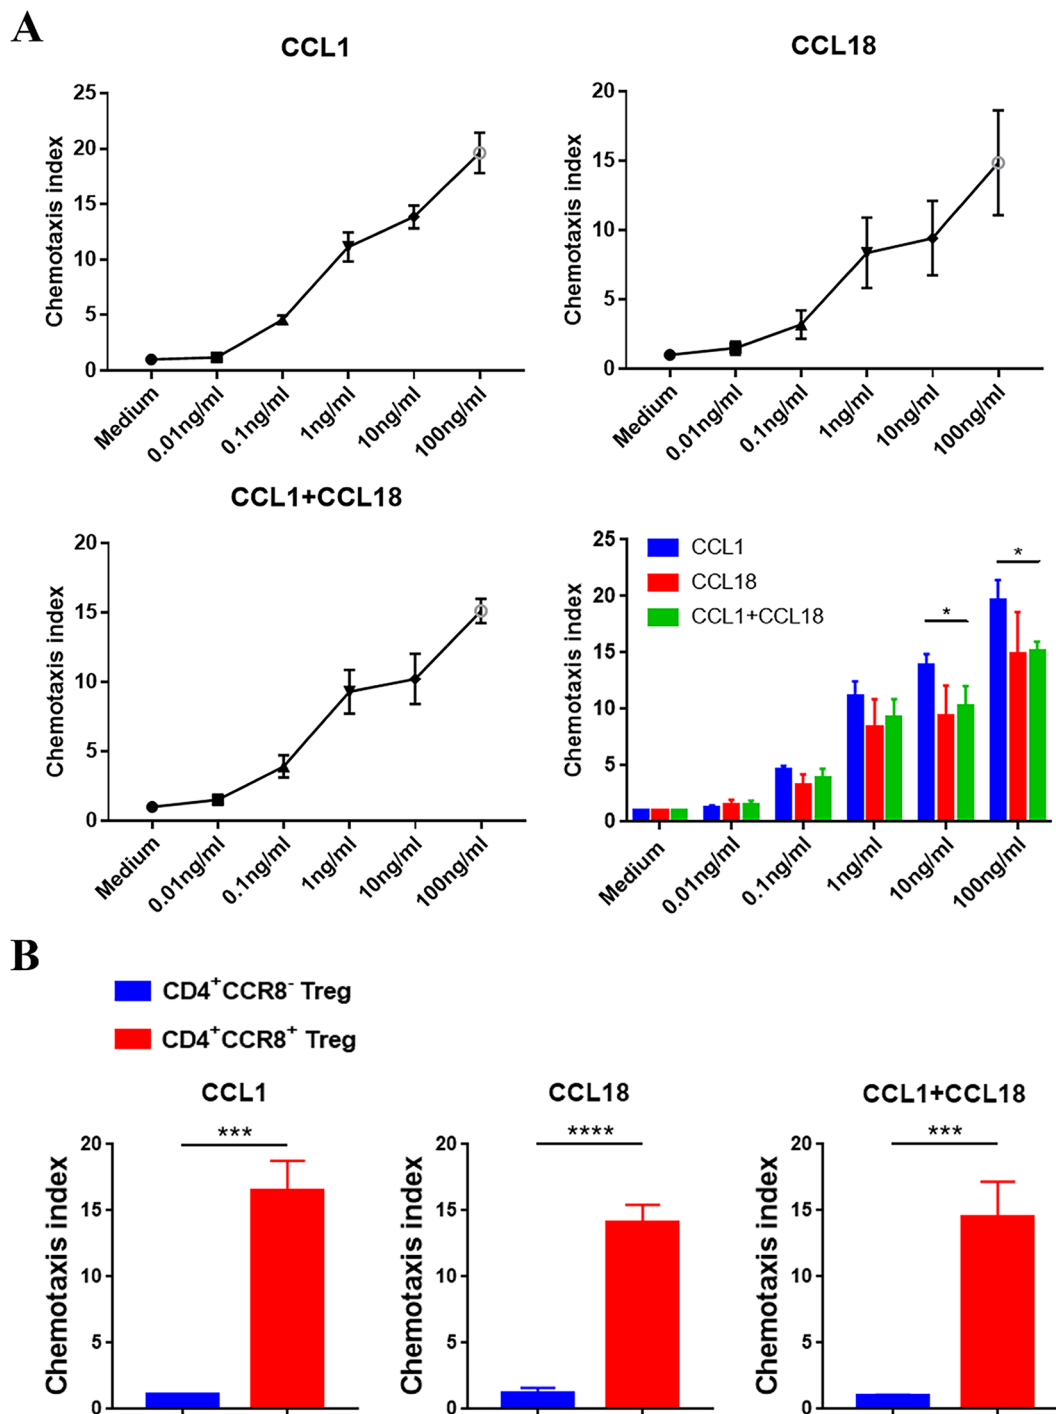 A
CCL1
Chemotaxis index
25
20
15
10
5
0
Medium
0.01ng/ml
0.1ng/ml
1ng/ml
10ng/ml
100ng/ml
CCL18
Chemotaxis index
20
15
10
5
0
Medium
0.01ng/ml
0.1ng/ml
1ng/ml
10ng/ml
100ng/ml
CCL1+CCL18
Chemotaxis index
20
15
10
5
0
Medium
0.01ng/ml
0.1ng/ml
1ng/ml
10ng/ml
100ng/ml
Chemotaxis index
25
20
15
10
5
0
CCL1
CCL18
CCL1+CCL18
*
*
Medium
0.01ng/ml
0.1ng/ml
1ng/ml
10ng/ml
100ng/ml
B
CD4⁺CCR8⁻ Treg
CD4⁺CCR8⁺ Treg
CCL1
Chemotaxis index
20
15
10
5
0
***
CCL18
Chemotaxis index
20
15
10
5
0
****
CCL1+CCL18
Chemotaxis index
20
15
10
5
0
***